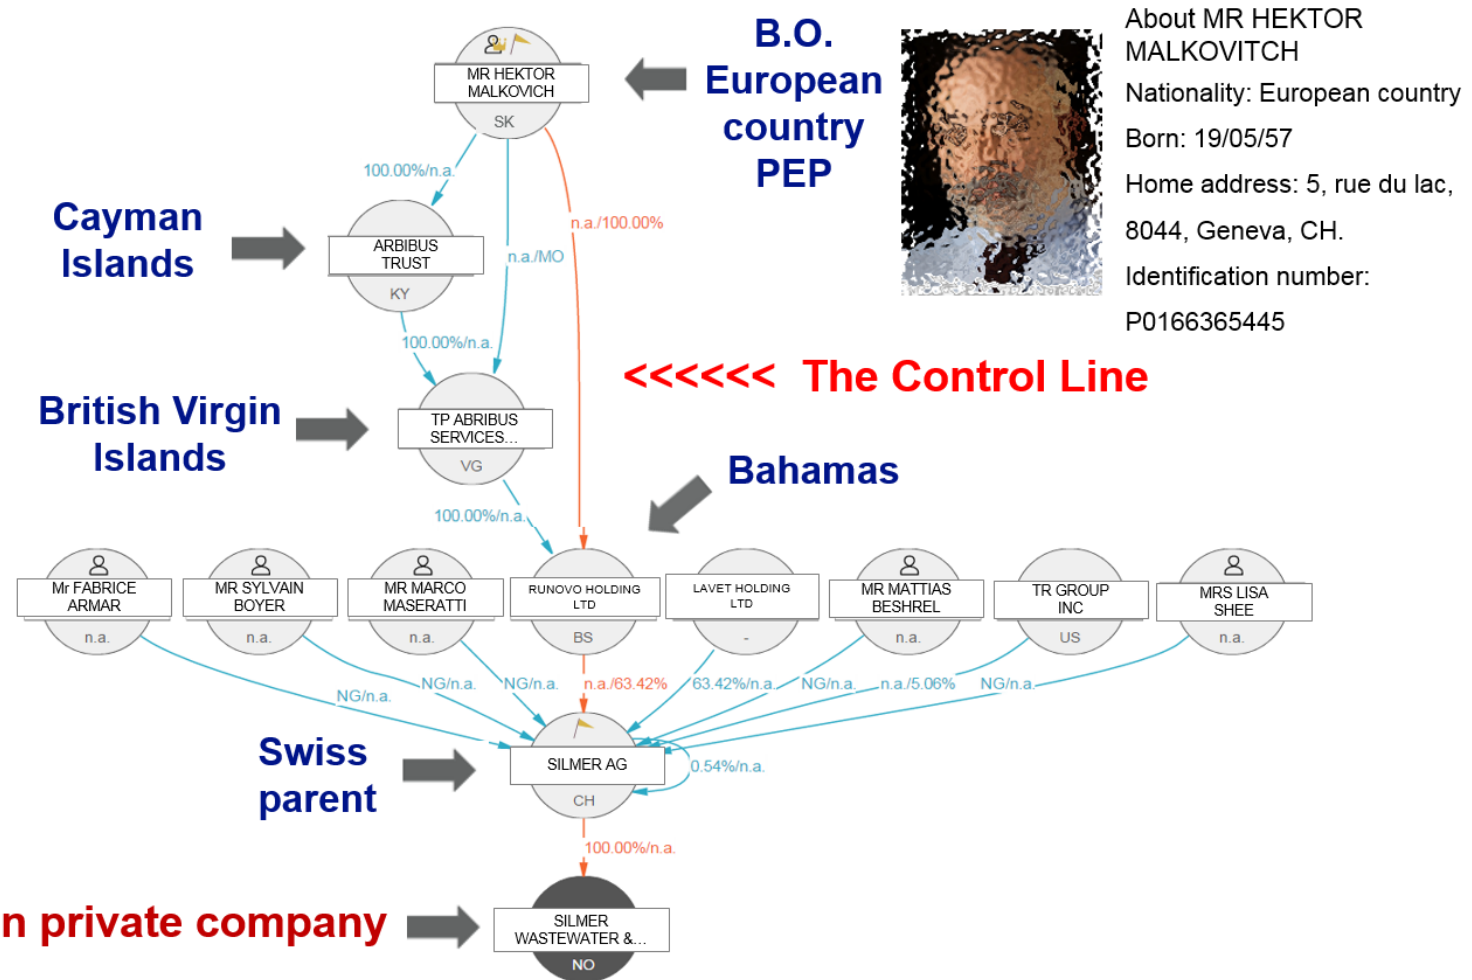 MR HEKTOR
MALKOVICH
SK
B.O.
European
country
PEP
About MR HEKTOR
MALKOVITCH
Nationality: European country
Born: 19/05/57
Home address: 5, rue du lac,
8044, Geneva, CH.
Identification number:
P0166365445
100.00%/n.a.
n.a./MO
n.a./100.00%
Cayman
Islands
ARBIBUS
TRUST
KY
100.00%/n.a.
<<<<<< The Control Line
British Virgin
Islands
TP ABRIBUS
SERVICES...
VG
100.00%/n.a.
Bahamas
Mr FABRICE
ARMAR
n.a.
MR SYLVAIN
BOYER
n.a.
MR MARCO
MASERATTI
n.a.
RUNOVO HOLDING
LTD
BS
LAVET HOLDING
LTD
-
MR MATTIAS
BESHREL
n.a.
TR GROUP
INC
US
MRS LISA
SHEE
n.a.
NG/n.a.
NG/n.a.
NG/n.a.
n.a./63.42%
63.42%/n.a.
NG/n.a.
n.a./5.06%
NG/n.a.
Swiss
parent
SILMER AG
CH
0.54%/n.a.
100.00%/n.a.
n private company
SILMER
WASTEWATER &...
NO